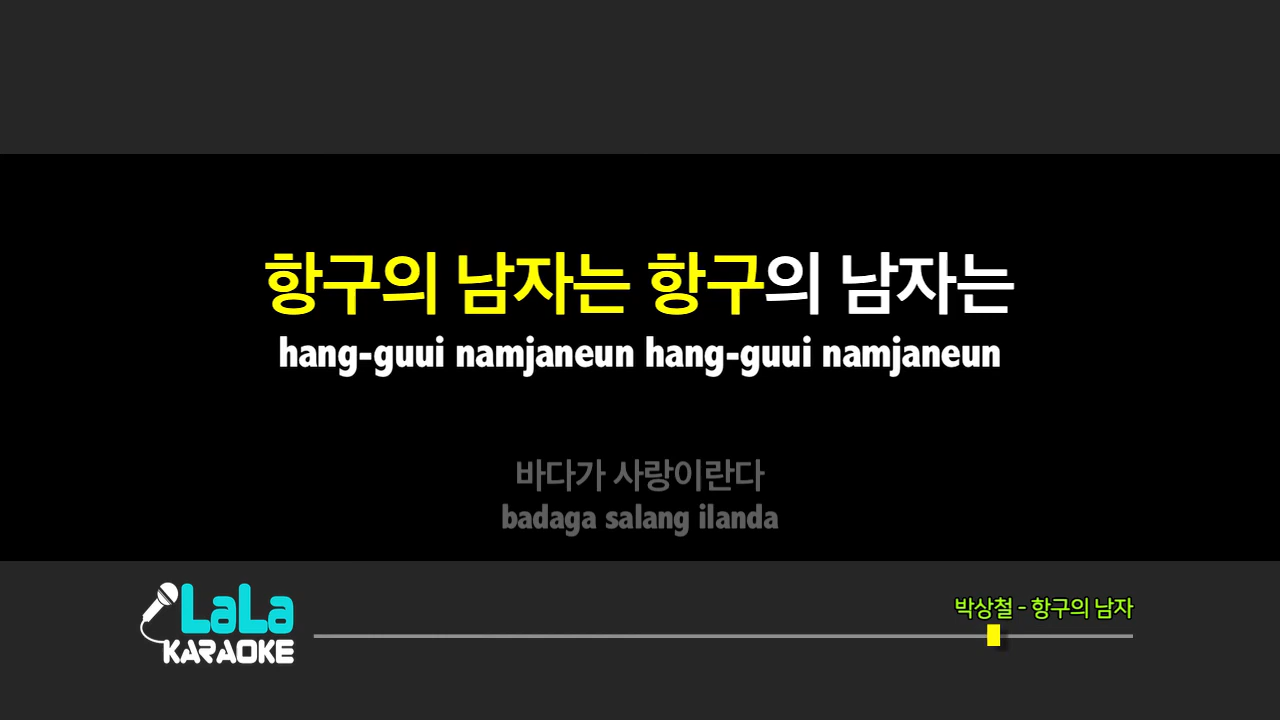 항구의 남자는 항구의 남자는
hang-guui namjaneun hang-guui namjaneun
바다가 사랑이란다
badaga salang ilanda
박상철 - 항구의 남자
LaLa
KARAOKE